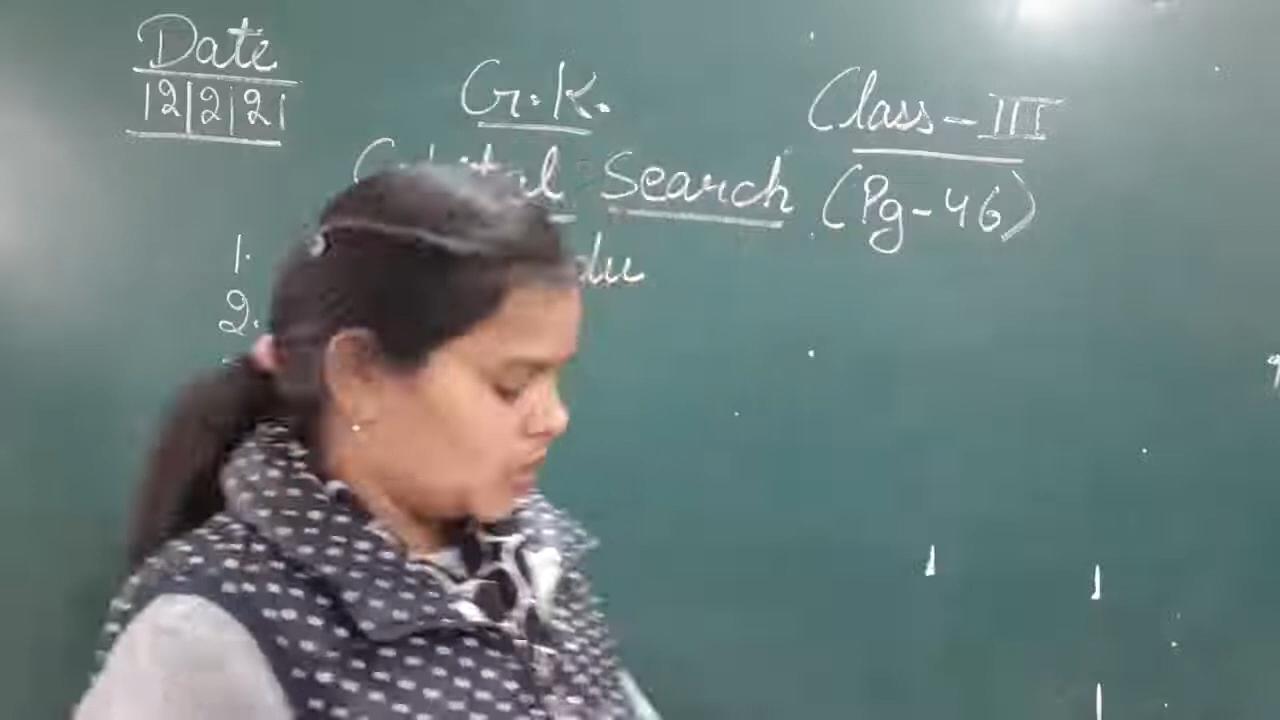 Date
12|2|21
G.K.
Class-III
Search (Pg-46)
1.
2.